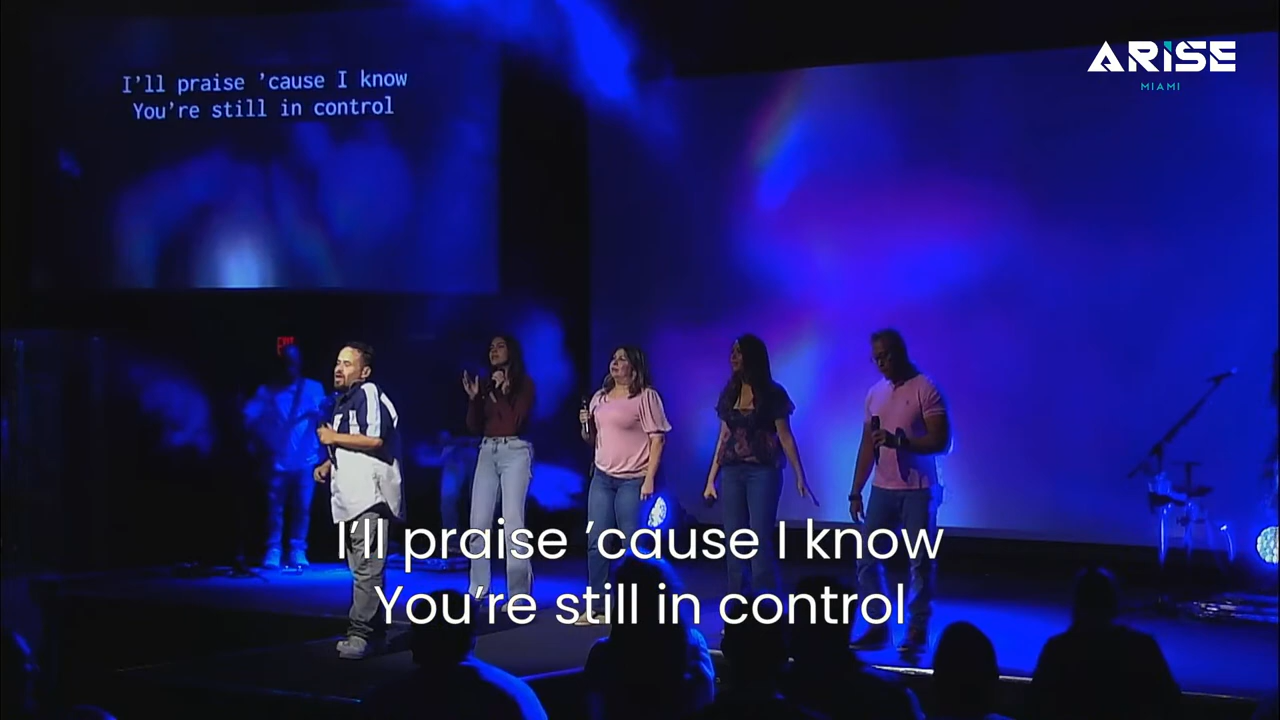 I'll praise 'cause I know
You're still in control
ARISE
MIAMI
EXIT
I'll praise 'cause I know
You're still in control